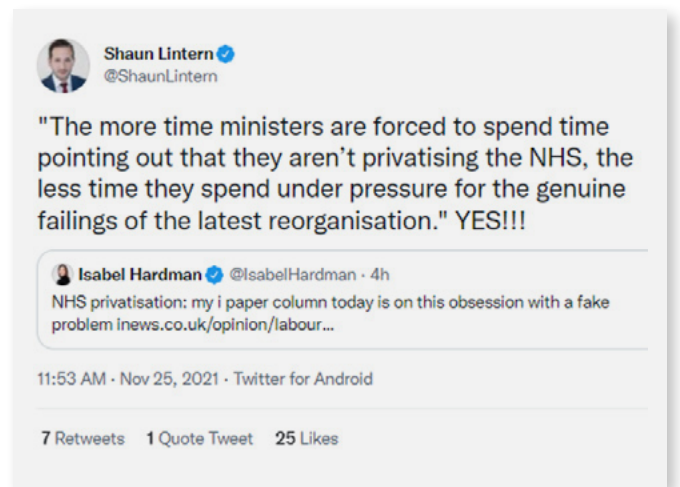 Shaun Lintern
@ShaunLintern
"The more time ministers are forced to spend time
pointing out that they aren’t privatising the NHS, the
less time they spend under pressure for the genuine
failings of the latest reorganisation." YES!!!
Isabel Hardman @IsabelHardman · 4h
NHS privatisation: my i paper column today is on this obsession with a fake
problem inews.co.uk/opinion/labour...
11:53 AM · Nov 25, 2021 · Twitter for Android
7 Retweets 1 Quote Tweet 25 Likes